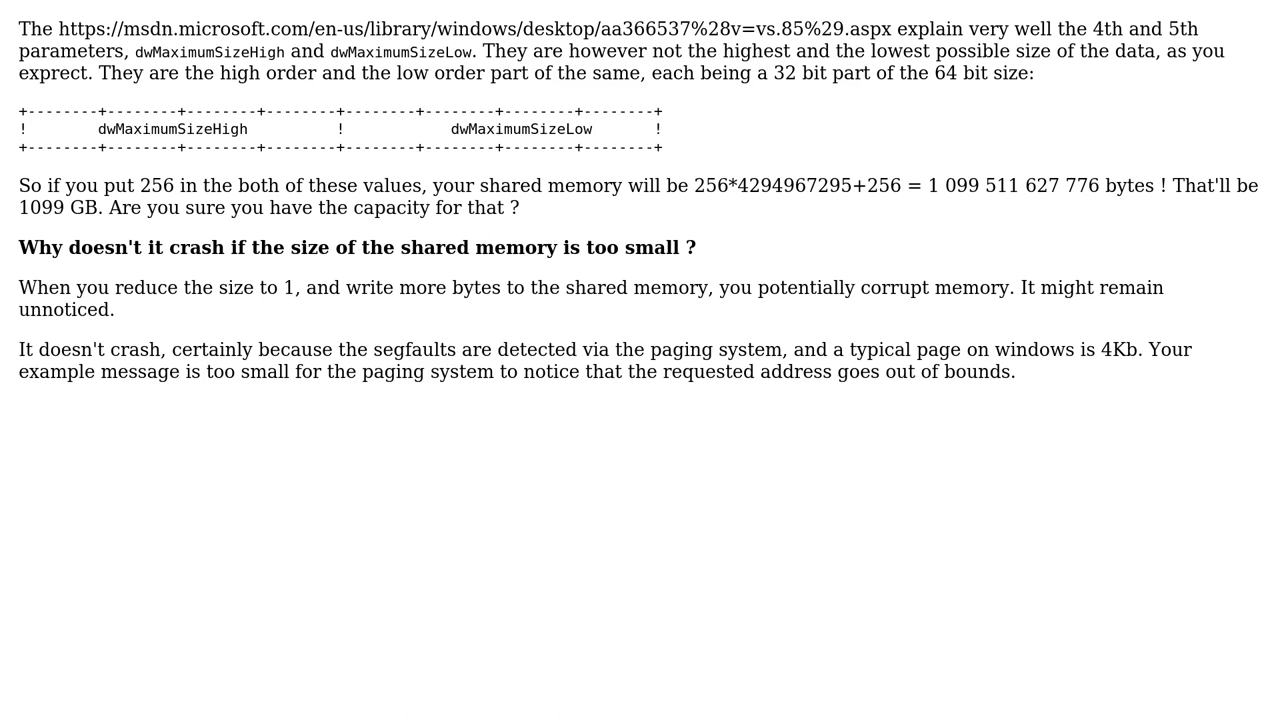 The https://msdn.microsoft.com/en-us/library/windows/desktop/aa366537%28v=vs.85%29.aspx explain very well the 4th and 5th
parameters, dwMaximumSizeHigh and dwMaximumSizeLow. They are however not the highest and the lowest possible size of the data, as you
exprect. They are the high order and the low order part of the same, each being a 32 bit part of the 64 bit size:
+--------+--------+--------+--------+--------+--------+--------+--------+
!        dwMaximumSizeHigh          !            dwMaximumSizeLow       !
+--------+--------+--------+--------+--------+--------+--------+--------+
So if you put 256 in the both of these values, your shared memory will be 256*4294967295+256 = 1 099 511 627 776 bytes ! That'll be
1099 GB. Are you sure you have the capacity for that ?
Why doesn't it crash if the size of the shared memory is too small ?
When you reduce the size to 1, and write more bytes to the shared memory, you potentially corrupt memory. It might remain
unnoticed.
It doesn't crash, certainly because the segfaults are detected via the paging system, and a typical page on windows is 4Kb. Your
example message is too small for the paging system to notice that the requested address goes out of bounds.